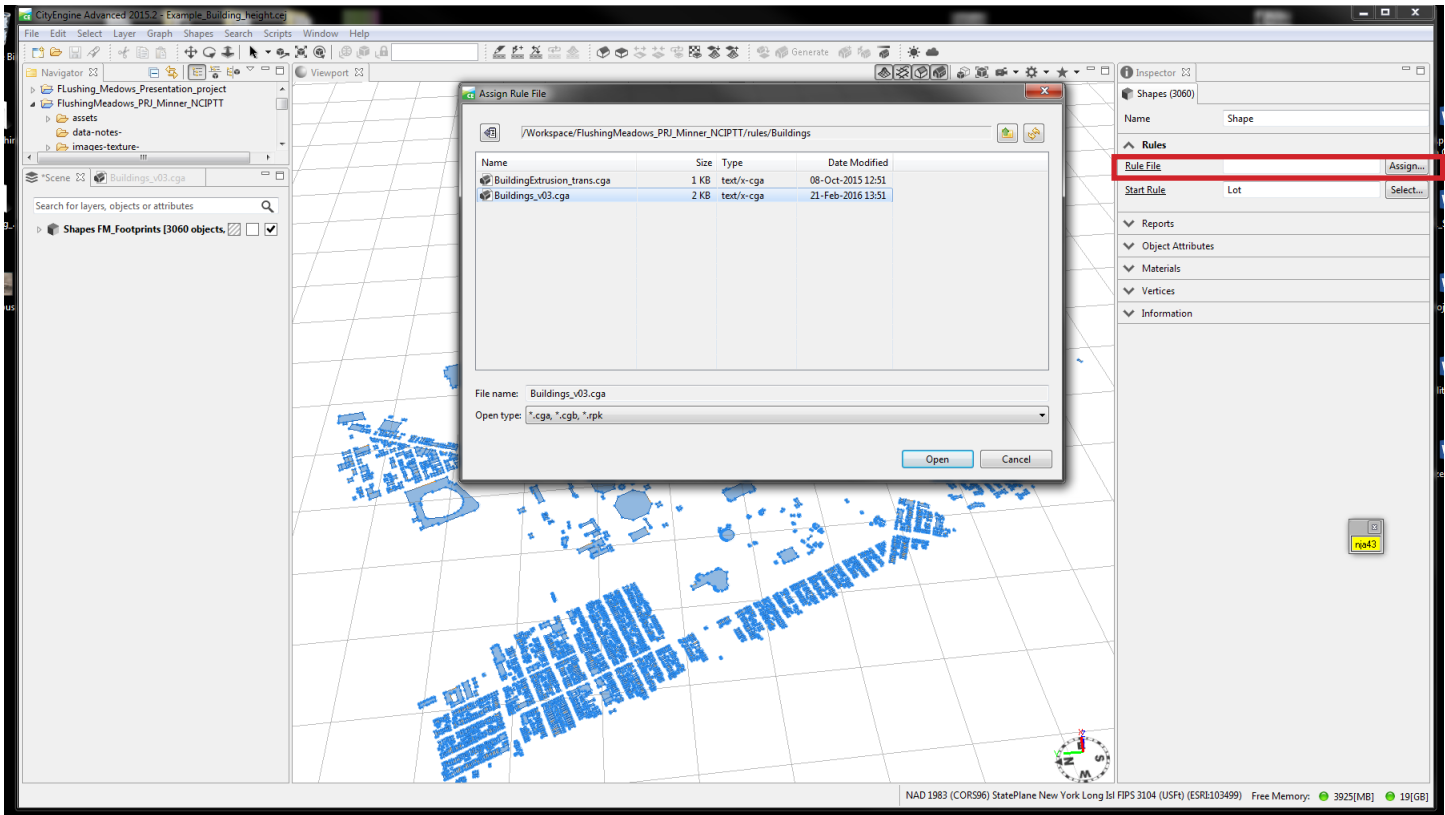 CityEngine Advanced 2015.2 - Example_Building_height.cej
File Edit Select Layer Graph Shapes Search Scripts Window Help
Generate
Navigator
FLushing_Medows_Presentation_project
FlushingMeadows_PRJ_Minner_NCIPTT
assets
data-notes-
images-texture-
*Scene
Buildings_v03.cga
Search for layers, objects or attributes
Shapes FM_Footprints [3060 objects,
Viewport
Assign Rule File
/Workspace/FlushingMeadows_PRJ_Minner_NCIPTT/rules/Buildings
Name Size Type Date Modified
BuildingExtrusion_trans.cga 1 KB text/x-cga 08-Oct-2015 12:51
Buildings_v03.cga 2 KB text/x-cga 21-Feb-2016 13:51
File name: Buildings_v03.cga
Open type: *.cga, *.cgb, *.rpk
Open Cancel
Inspector
Shapes (3060)
Name Shape
Rules
Rule File Assign...
Start Rule Lot Select...
Reports
Object Attributes
Materials
Vertices
Information
nja43
N
S
W
NAD 1983 (CORS96) StatePlane New York Long Isl FIPS 3104 (USFt) (ESRI:103499) Free Memory: 3925[MB] 19[GB]